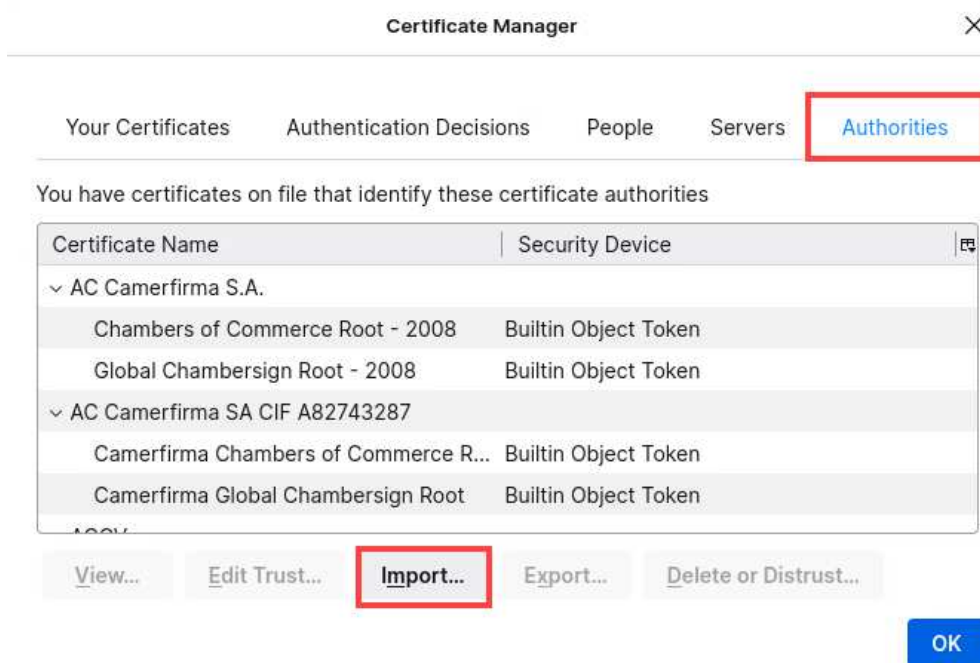 Certificate Manager
Your Certificates Authentication Decisions People Servers Authorities
You have certificates on file that identify these certificate authorities
Certificate Name Security Device
AC Camerfirma S.A.
Chambers of Commerce Root - 2008 Builtin Object Token
Global Chambersign Root - 2008 Builtin Object Token
AC Camerfirma SA CIF A82743287
Camerfirma Chambers of Commerce R... Builtin Object Token
Camerfirma Global Chambersign Root Builtin Object Token
View... Edit Trust... Import... Export... Delete or Distrust...
OK